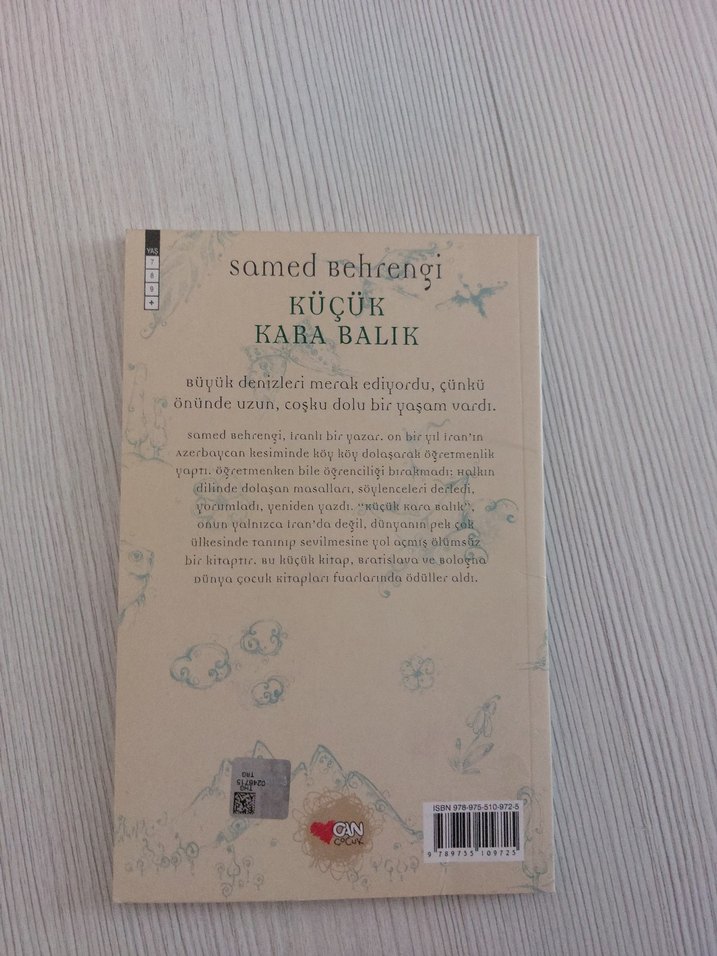 YAŞ
7
8
9
+
Samed Behrengi
KÜÇÜK
KARA BALIK
Büyük denizleri merak ediyordu, çünkü
önünde uzun, coşku dolu bir yaşam vardı.
Samed Behrengi, İranlı bir yazar. On bir yıl İran'ın
Azerbaycan kesiminde köy köy dolaşarak öğretmenlik
yaptı. Öğretmenken bile öğrenciliği bırakmadı: Halkın
dilinde dolaşan masalları, söylenceleri derledi,
yorumladı, yeniden yazdı. "Küçük Kara Balık",
onun yalnızca İran'da değil, dünyanın pek çok
ülkesinde tanınıp sevilmesine yol açmış ölümsüz
bir kitaptır. Bu küçük kitap, Bratislava ve Bologna
Dünya Çocuk Kitapları Fuarlarında ödüller aldı.
THG
0246715
TRG
CAN
ÇOCUK
ISBN 978-975-510-972-5
9 789755 109725